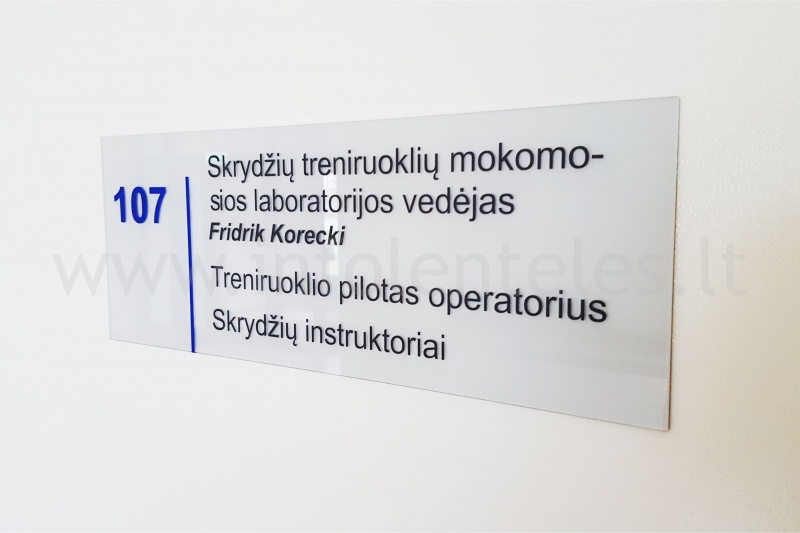 107
Skrydžių treniruoklių mokomo-
sios laboratorijos vedėjas
Fridrik Korecki
Treniruoklio pilotas operatorius
Skrydžių instruktoriai
www.infolenteles.lt